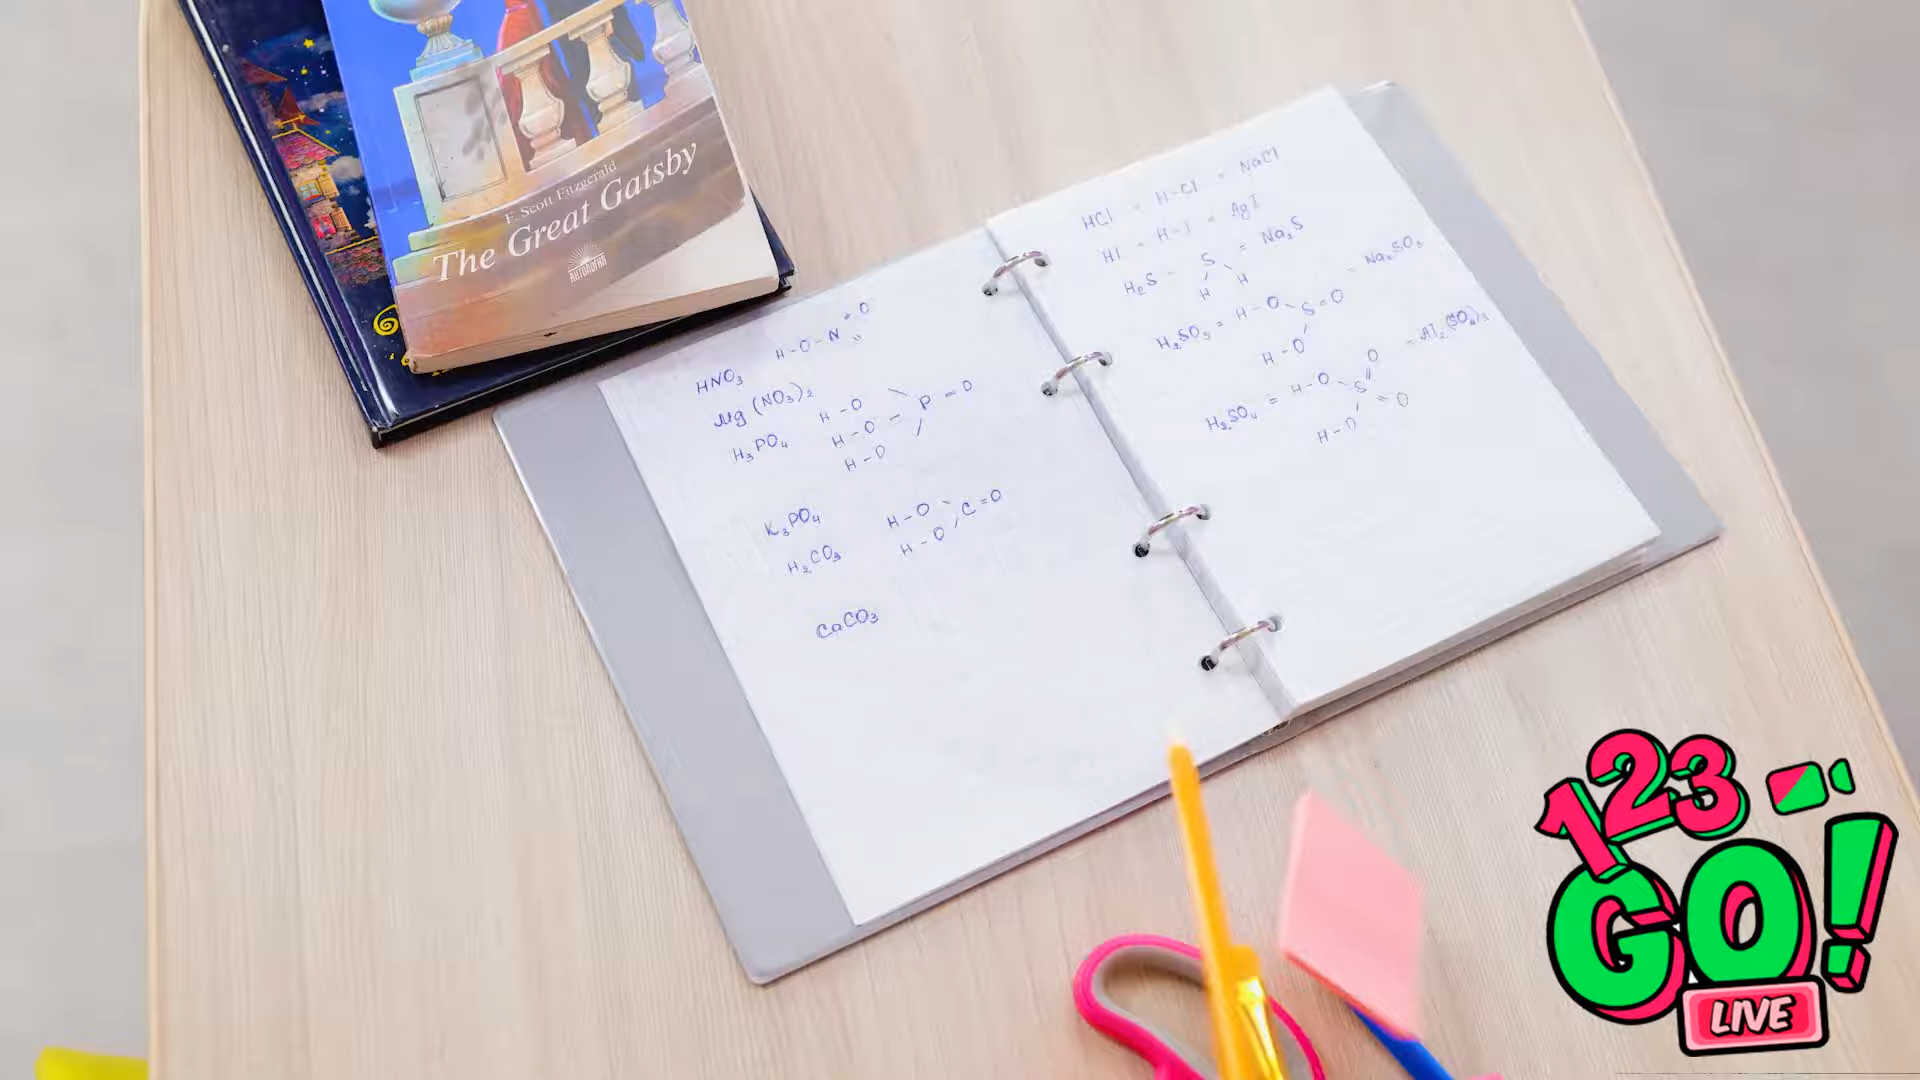 F. Scott Fitzgerald
The Great Gatsby
АНТОЛОГИЯ
H-O-N=O
HNO₃
Mg(NO₃)₂
H-O
H₃PO₄ H-O-P=O
H-O
K₃PO₄
H-O C=O
H₂CO₃ H-O
CaCO₃
HCl - H-Cl = NaCl
HI - H-I = AgI
H₂S - S = Na₂S
H H
H₂SO₃ = H-O S=O - Na₂SO₃
H-O
O
H₂SO₄ = H-O S = O = Al₂(SO₄)₃
H-O
123
GO!
LIVE